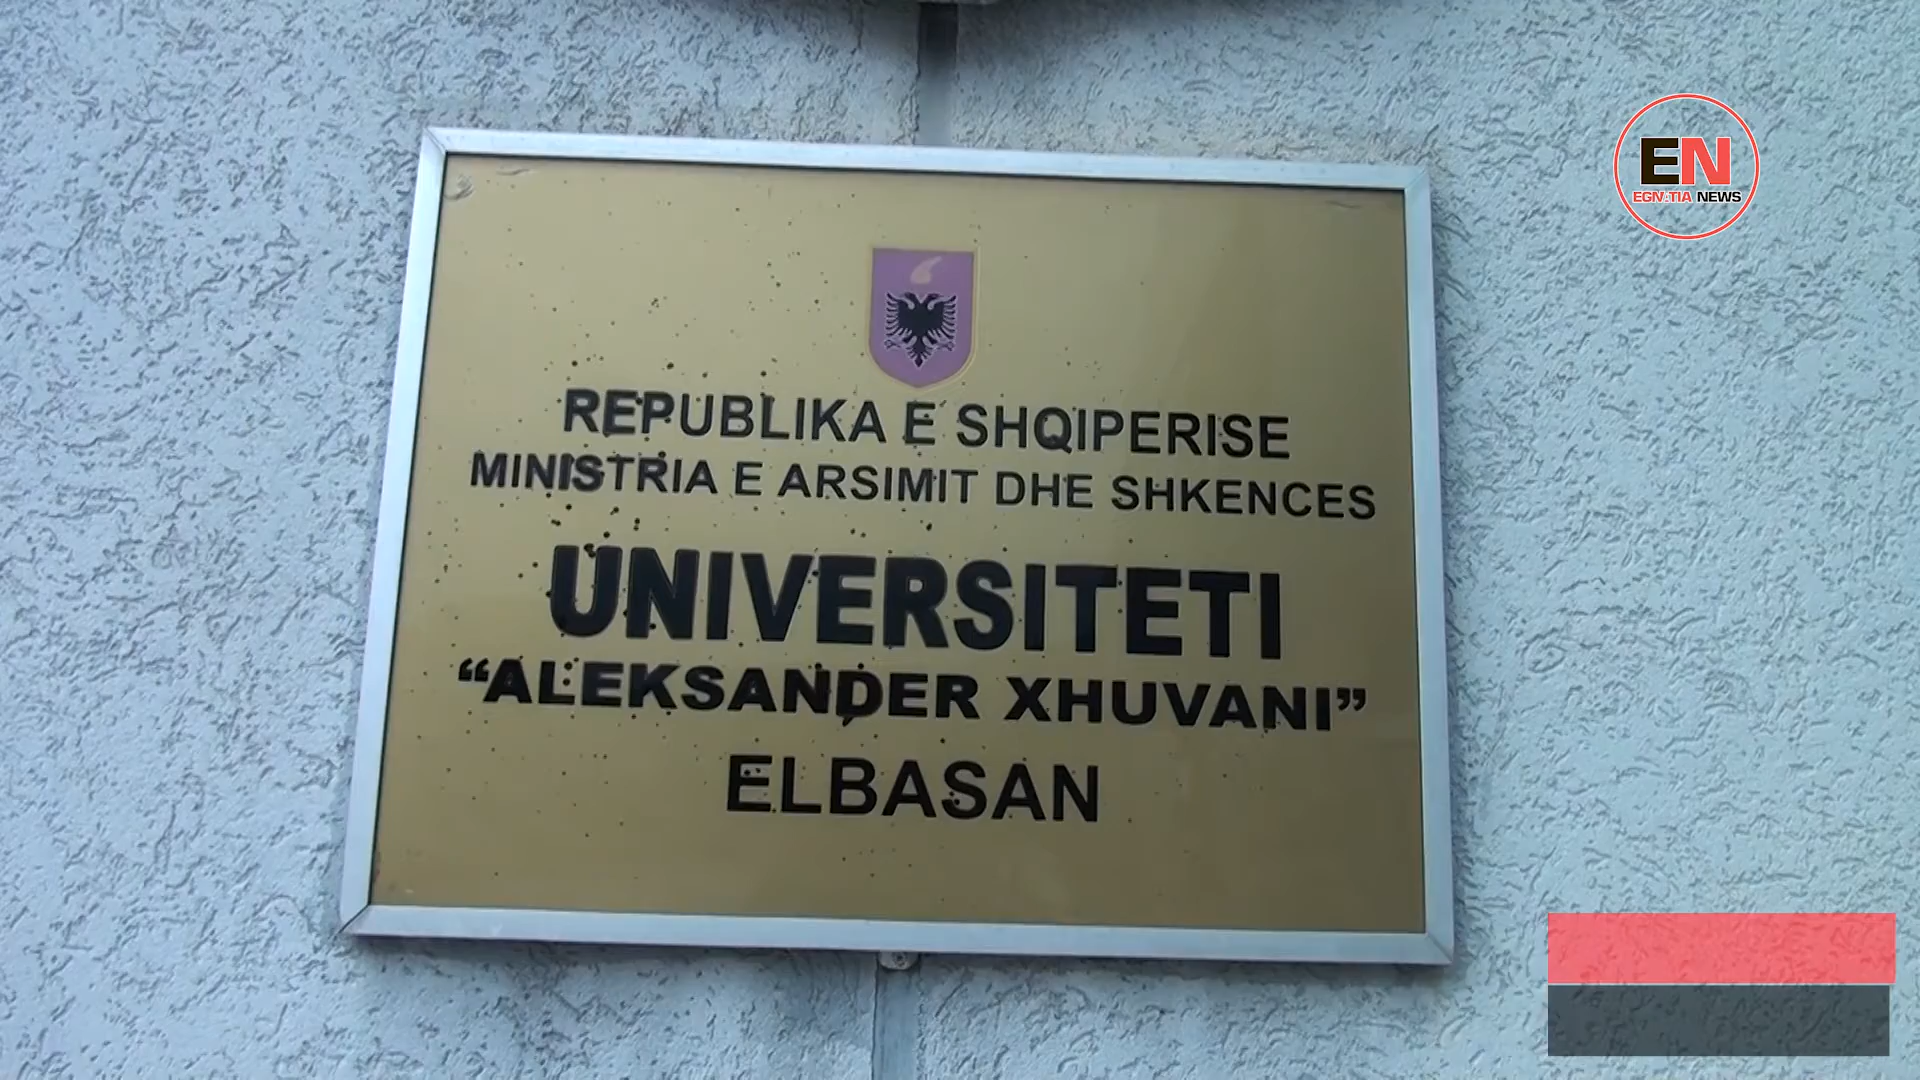 EN
EGNATIA NEWS
REPUBLIKA E SHQIPERISE
MINISTRIA E ARSIMIT DHE SHKENCES
UNIVERSITETI
“ALEKSANDER XHUVANI”
ELBASAN